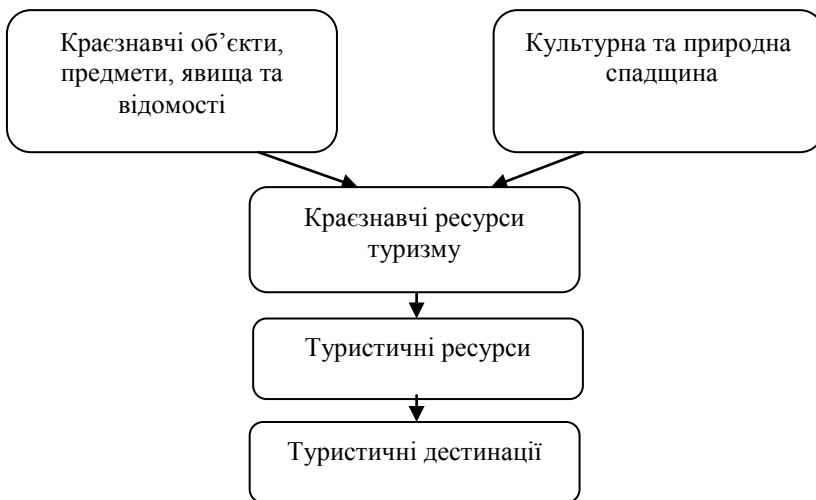 Краєзнавчі об’єкти,
предмети, явища та
відомості
Культурна та природна
спадщина
Краєзнавчі ресурси
туризму
Туристичні ресурси
Туристичні дестинації